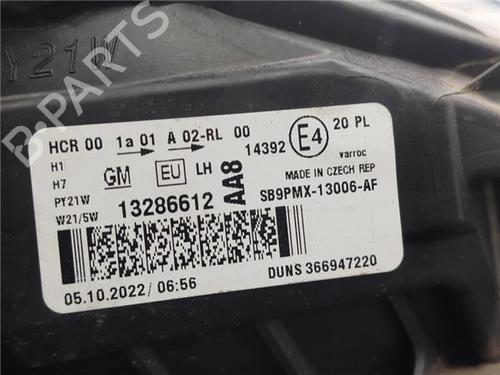 PY21W
B-PARTS
HCR 00 1a 01 A 02-RL 00 14392 E4 20 PL
H1
H7 GM EU LH AA8 varroc
MADE IN CZECH REP
PY21W
W21/5W 13286612 SB9PMX-13006-AF
05.10.2022/ 06:56 DUNS 366947220